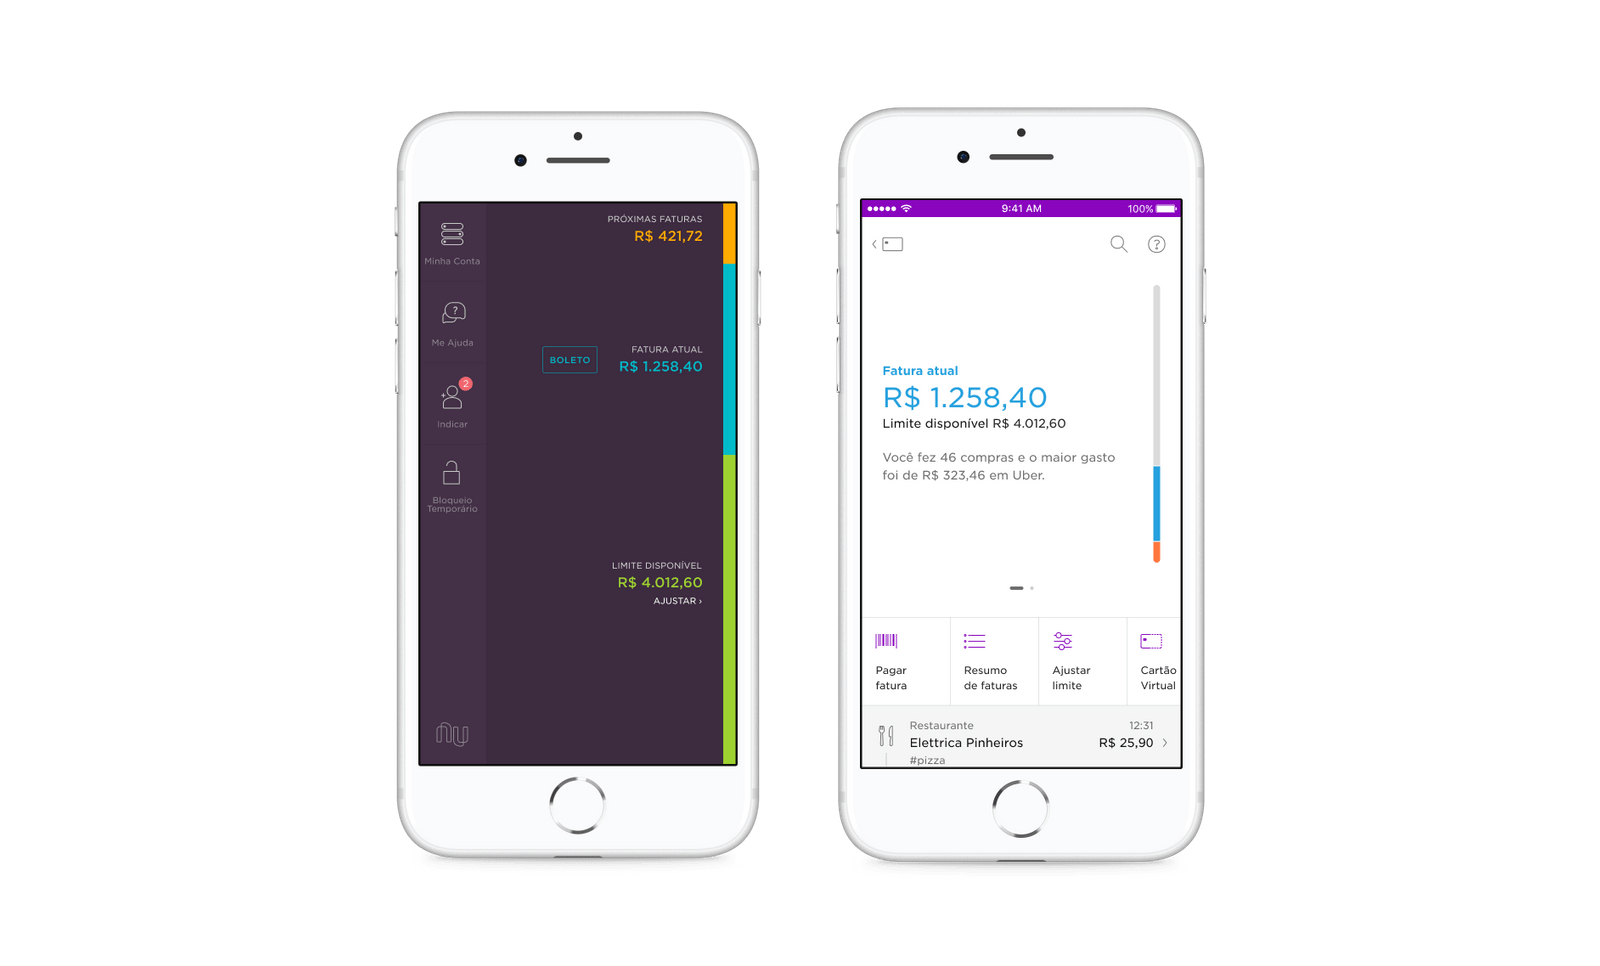 PRÓXIMAS FATURAS
R$ 421,72
Minha Conta
Me Ajuda
BOLETO
FATURA ATUAL
R$ 1.258,40
2
Indicar
Bloqueio
Temporário
LIMITE DISPONÍVEL
R$ 4.012,60
AJUSTAR ›
nu
9:41 AM
100%
?
Fatura atual
R$ 1.258,40
Limite disponível R$ 4.012,60
Você fez 46 compras e o maior gasto
foi de R$ 323,46 em Uber.
Pagar
fatura
Resumo
de faturas
Ajustar
limite
Cartão
Virtual
Restaurante
12:31
Elettrica Pinheiros
R$ 25,90
#pizza